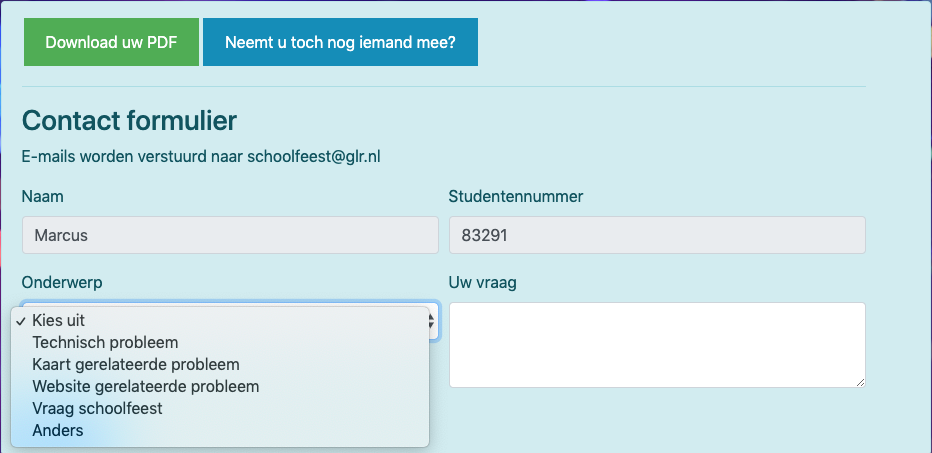 Download uw PDF
Neemt u toch nog iemand mee?
Contact formulier
E-mails worden verstuurd naar schoolfeest@glr.nl
Naam
Studentennummer
Marcus
83291
Onderwerp
Uw vraag
Kies uit
Technisch probleem
Kaart gerelateerde probleem
Website gerelateerde probleem
Vraag schoolfeest
Anders